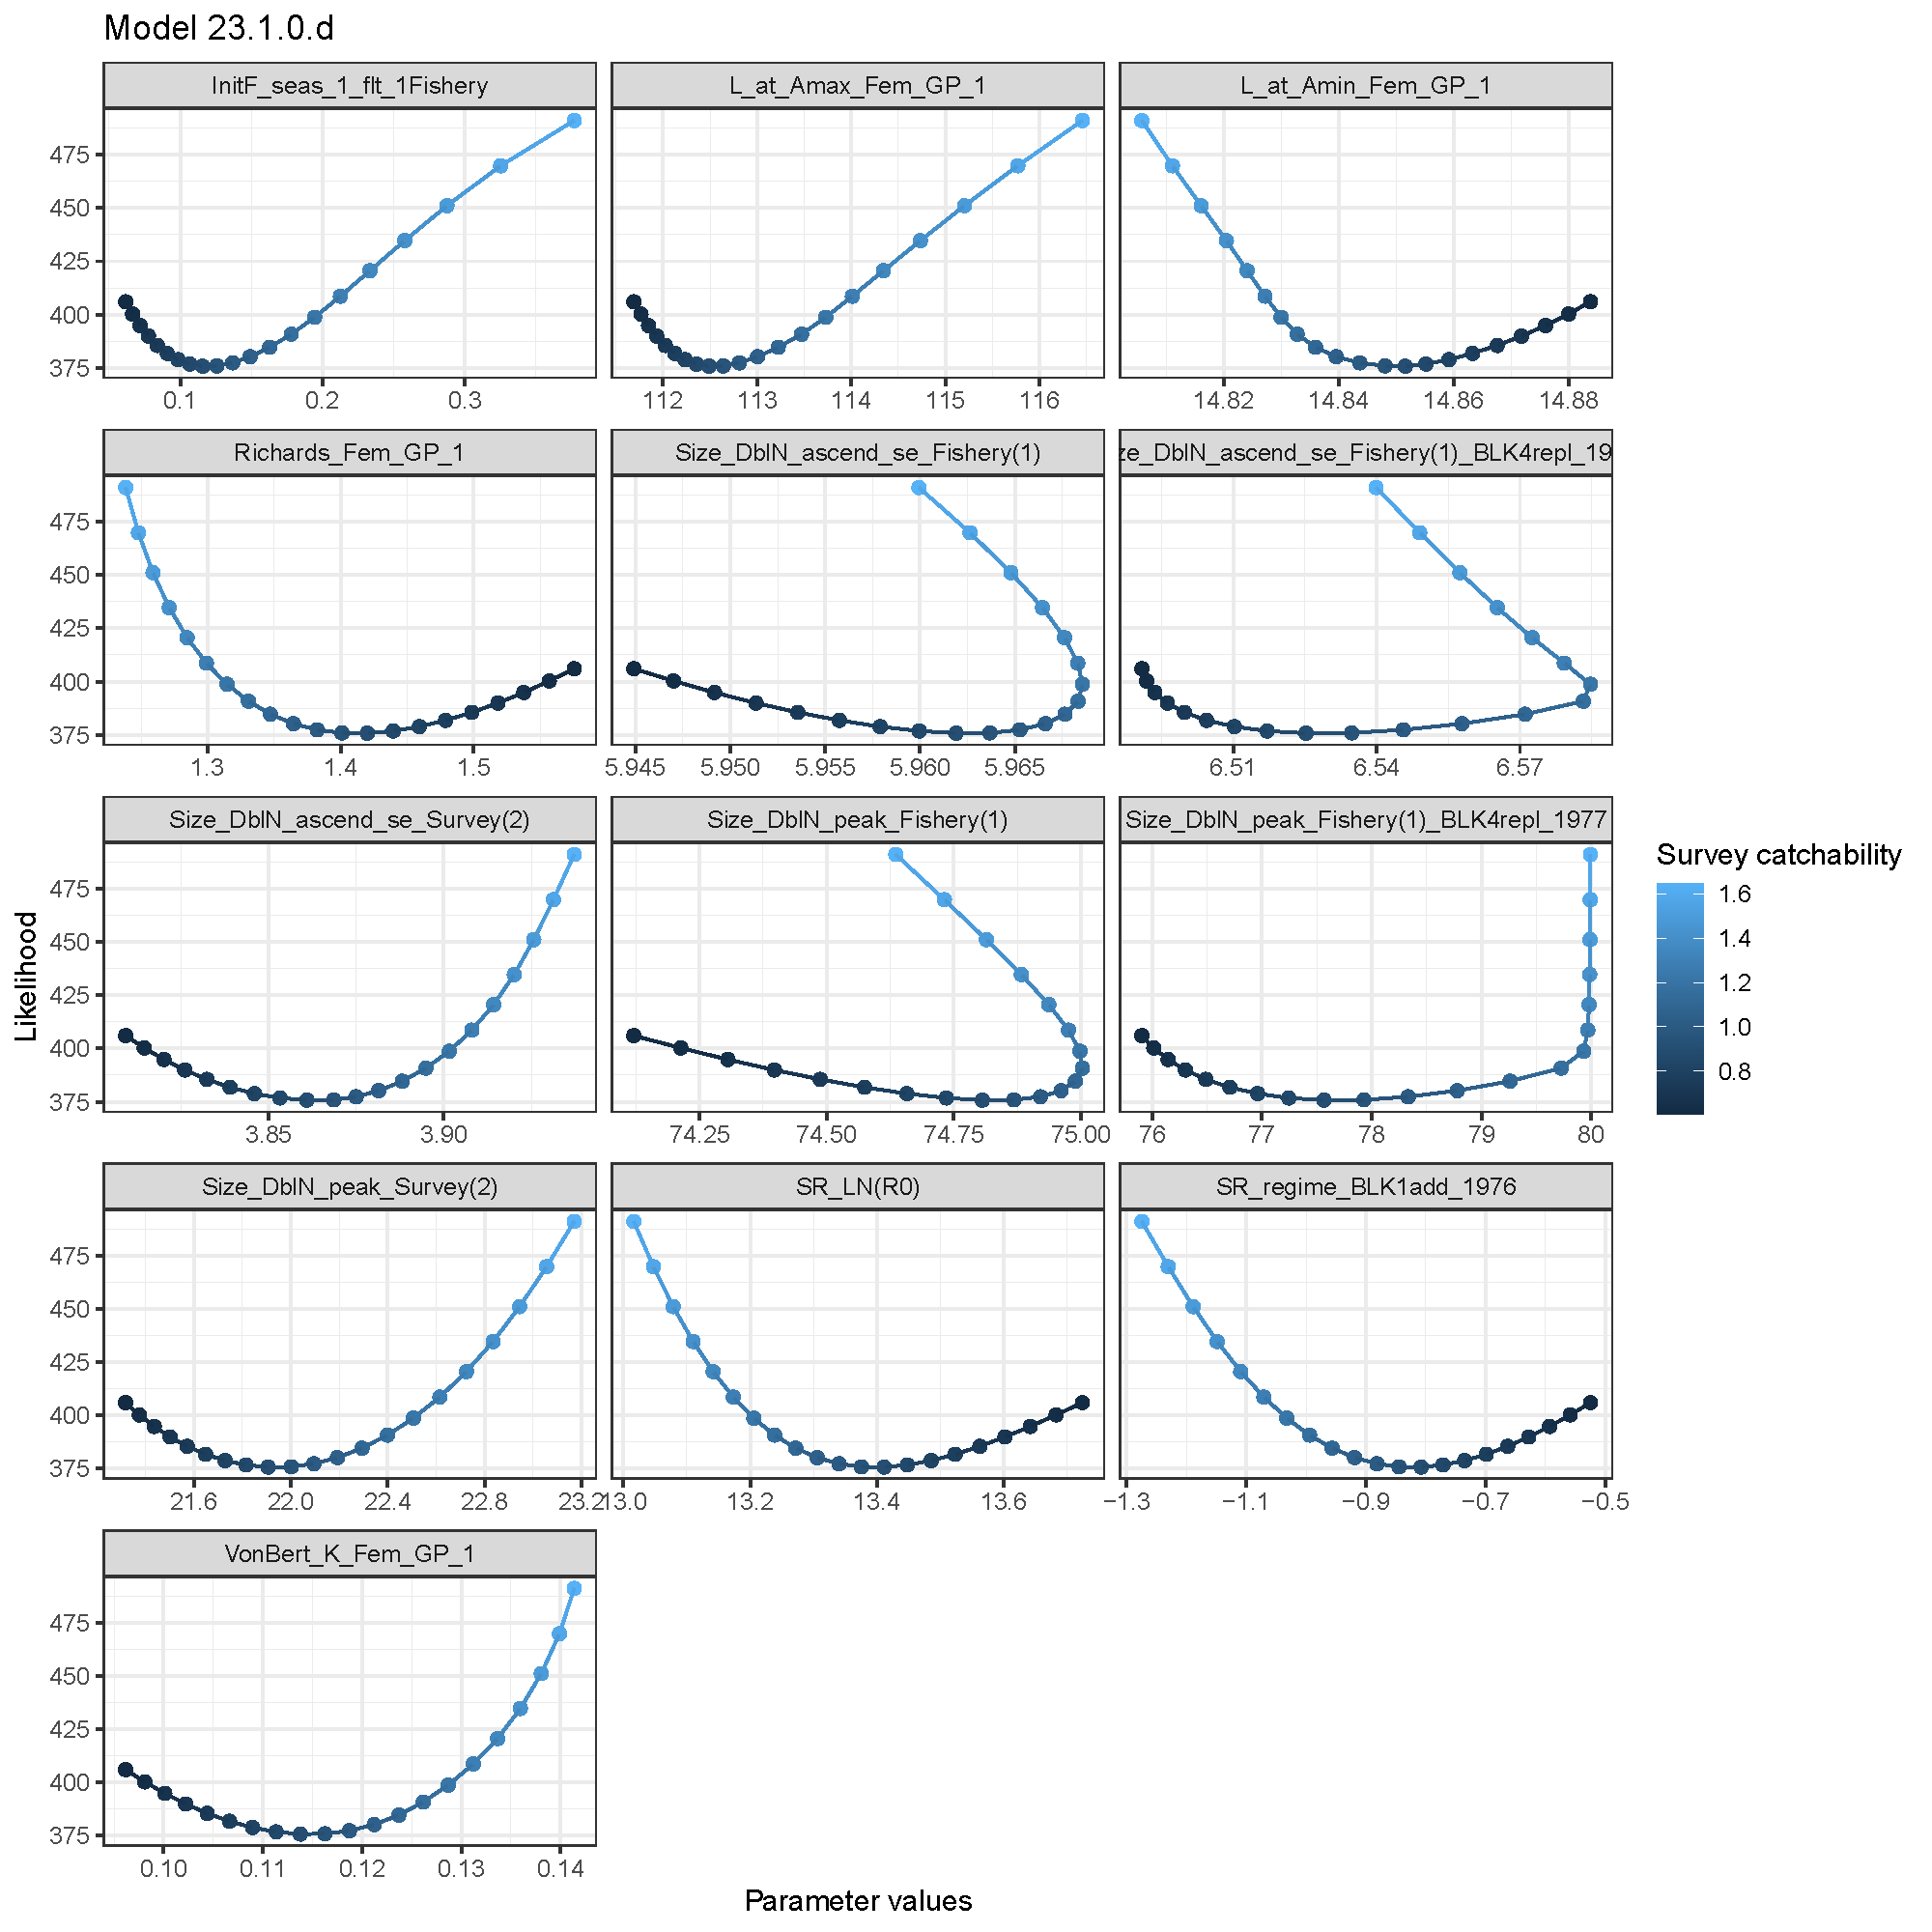 Model 23.1.0.d
InitF_seas_1_flt_1Fishery
L_at_Amax_Fem_GP_1
L_at_Amin_Fem_GP_1
475
450
425
400
375
0.1 0.2 0.3
112 113 114 115 116
14.82 14.84 14.86 14.88
Richards_Fem_GP_1
Size_DblN_ascend_se_Fishery(1)
ze_DblN_ascend_se_Fishery(1)_BLK4repl_19
475
450
425
400
375
1.3 1.4 1.5
5.945 5.950 5.955 5.960 5.965
6.51 6.54 6.57
Size_DblN_ascend_se_Survey(2)
Size_DblN_peak_Fishery(1)
Size_DblN_peak_Fishery(1)_BLK4repl_1977
475
450
425
400
375
3.85 3.90
74.25 74.50 74.75 75.00
76 77 78 79 80
Size_DblN_peak_Survey(2)
SR_LN(R0)
SR_regime_BLK1add_1976
475
450
425
400
375
21.6 22.0 22.4 22.8 23.2
13.0 13.2 13.4 13.6
−1.3 −1.1 −0.9 −0.7 −0.5
VonBert_K_Fem_GP_1
475
450
425
400
375
0.10 0.11 0.12 0.13 0.14
Parameter values
Likelihood
Survey catchability
1.6
1.4
1.2
1.0
0.8